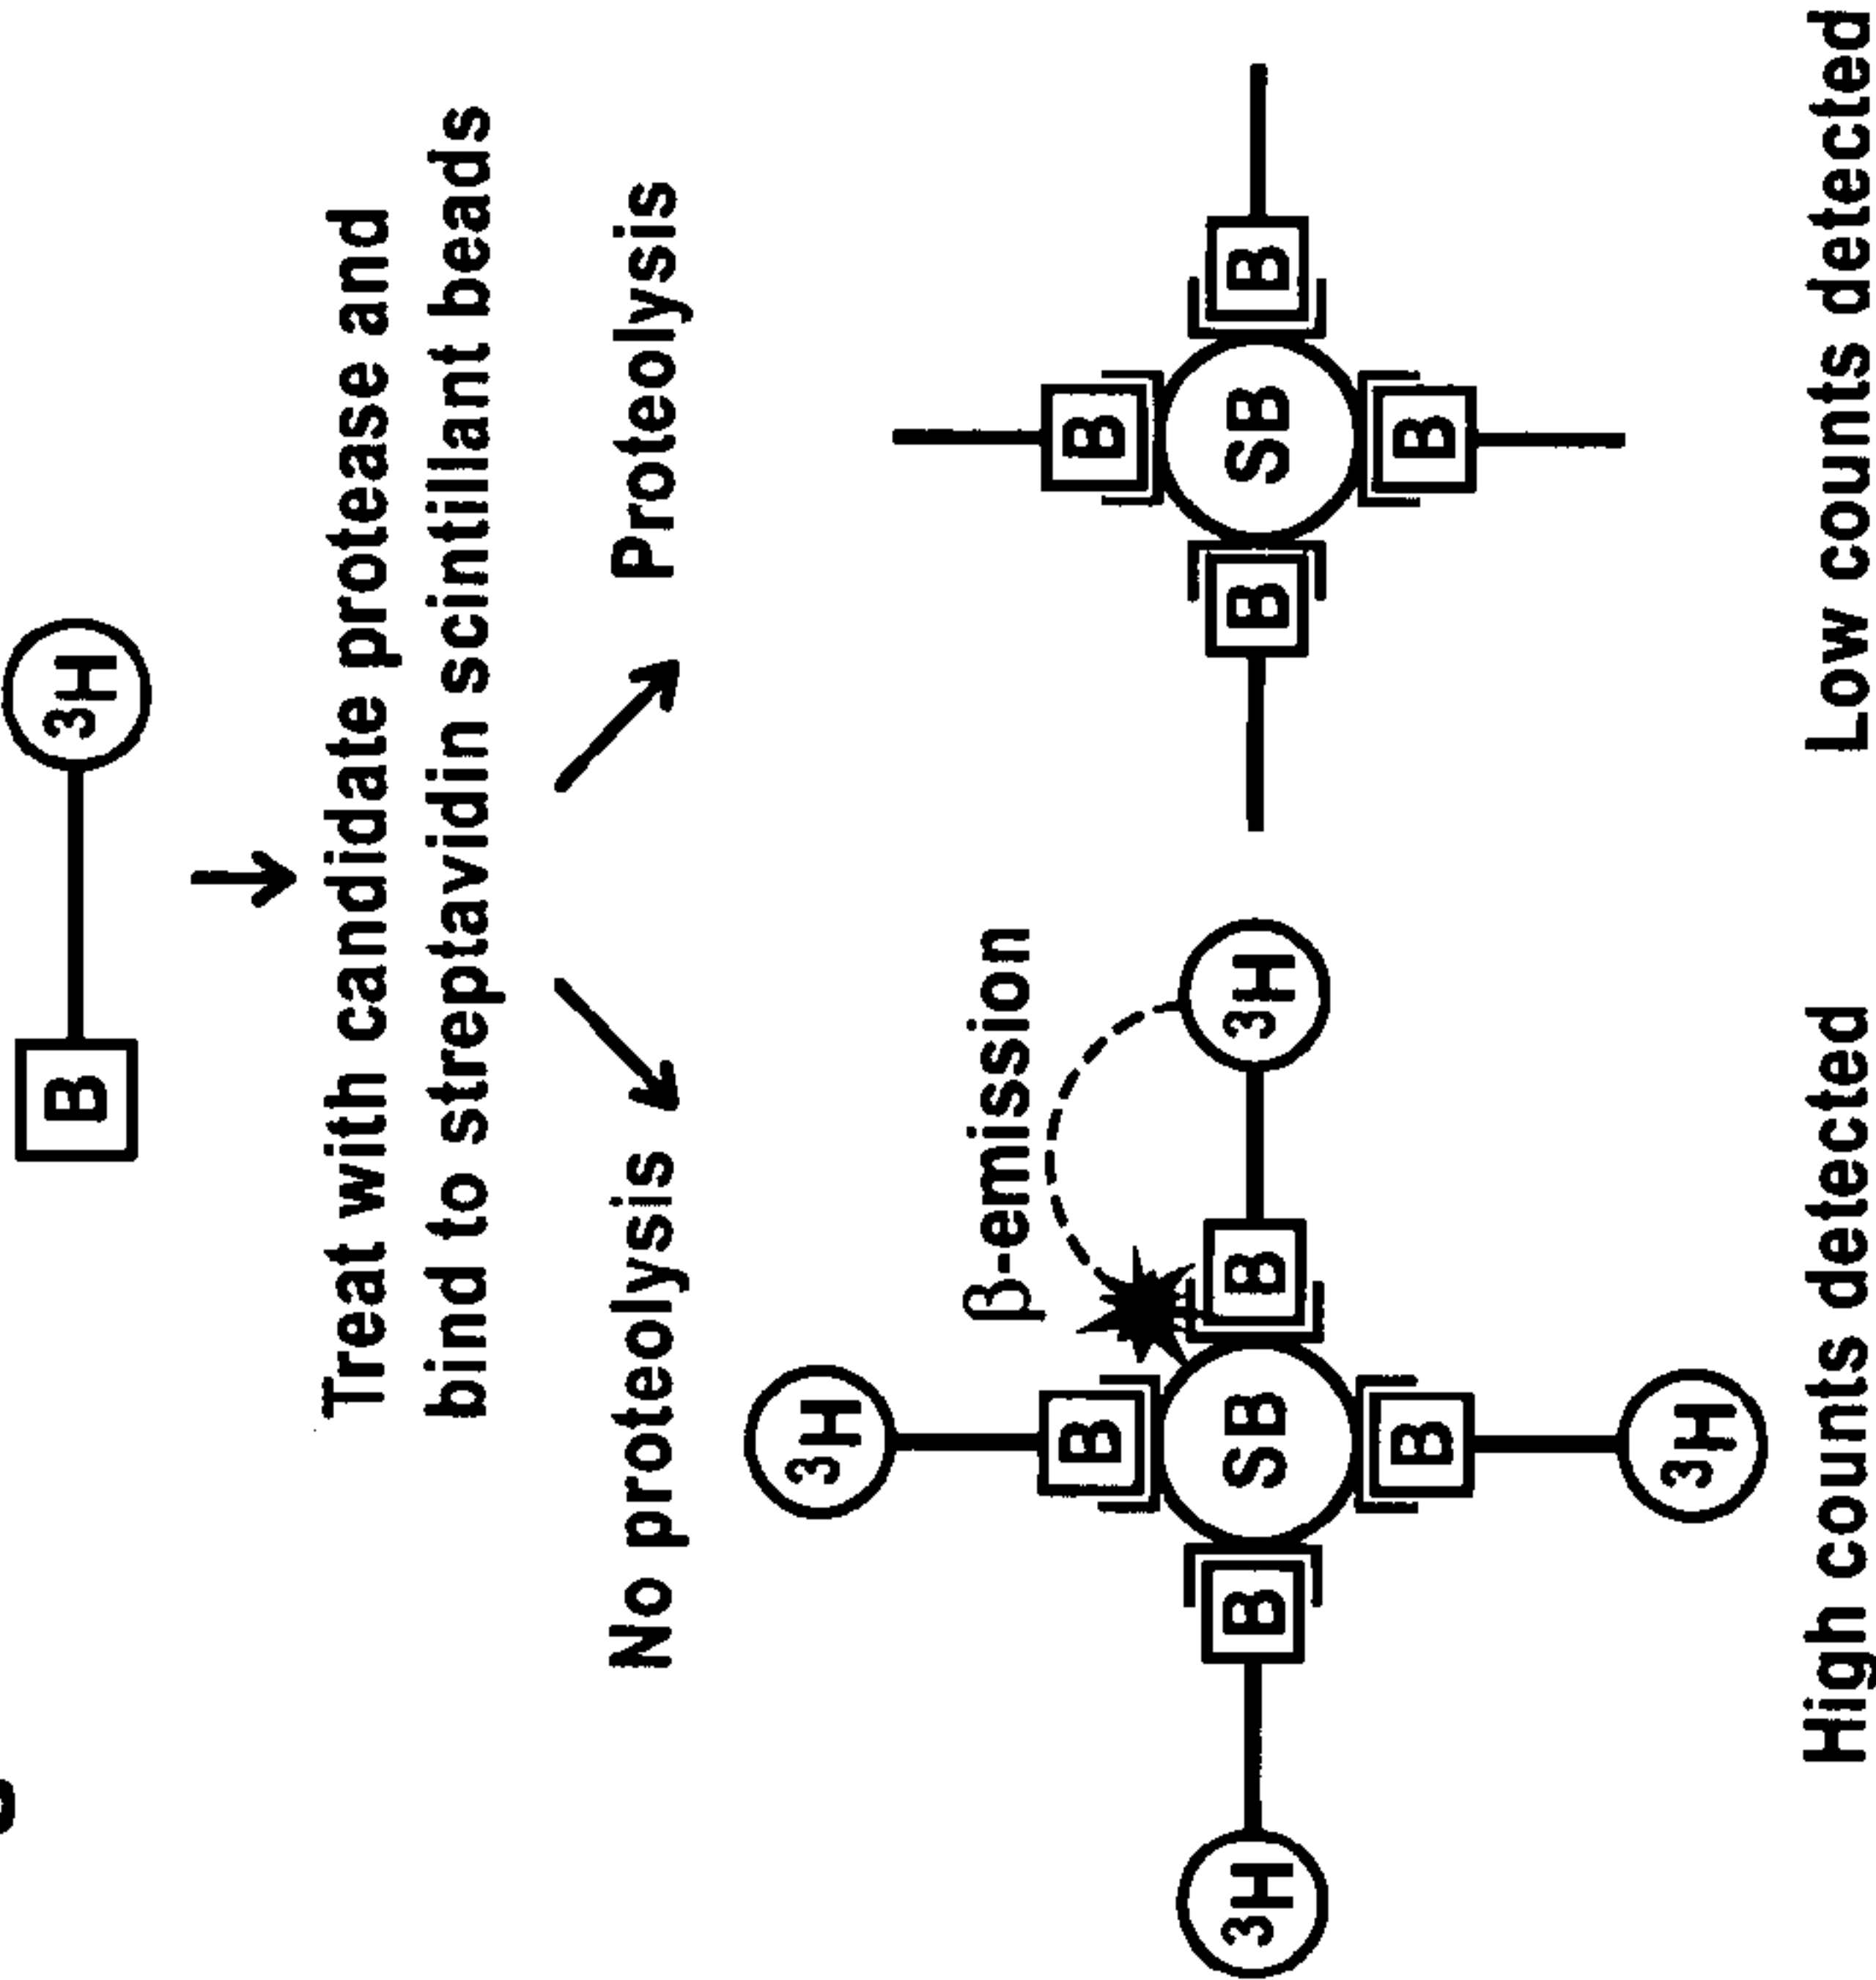 B 3H
Treat with candidate protease and
bind to streptavidin scintillant beads
No proteolysis Proteolysis
3H
β-emission
B B
3H B SB B 3H B SB B
B B
3H
High counts detected Low counts detected